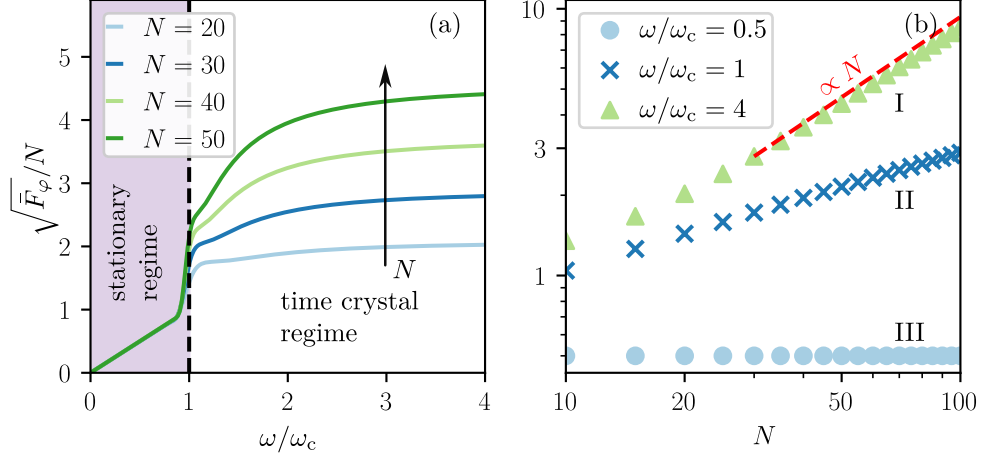 (a)
N = 20
N = 30
N = 40
N = 50
√F̄φ/N
5
4
3
2
1
0
stationary
regime
N
time crystal
regime
0
1
2
3
4
ω/ωc
(b)
ω/ωc = 0.5
ω/ωc = 1
ω/ωc = 4
∝ N
I
II
III
10
3
1
10
20
50
100
N